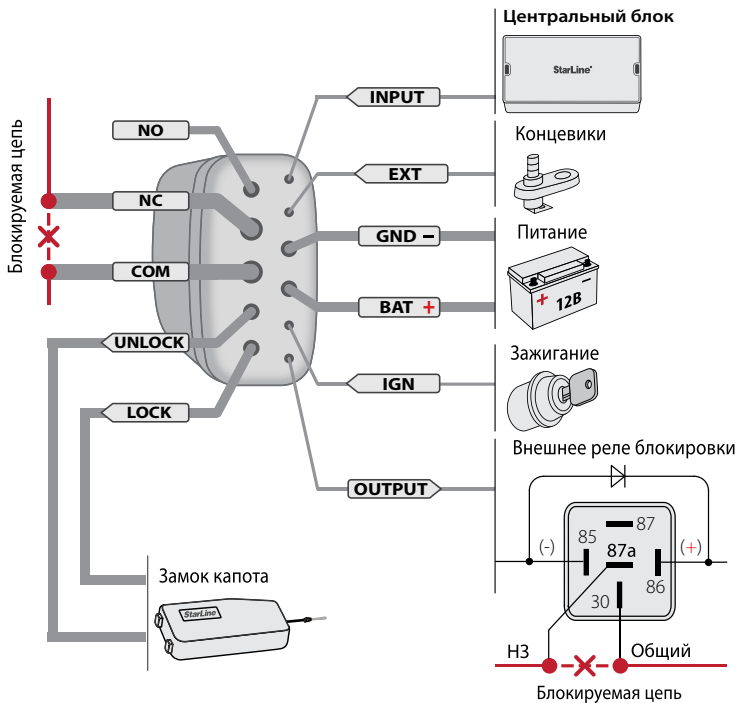 Центральный блок
StarLine
INPUT
Концевики
NO
EXT
Блокируемая цепь
NC
GND –
Питание
COM
BAT +
+ 12В –
UNLOCK
Зажигание
IGN
LOCK
Внешнее реле блокировки
OUTPUT
87
85
87a
(-)
(+)
86
30
Замок капота
StarLine
НЗ
Общий
Блокируемая цепь